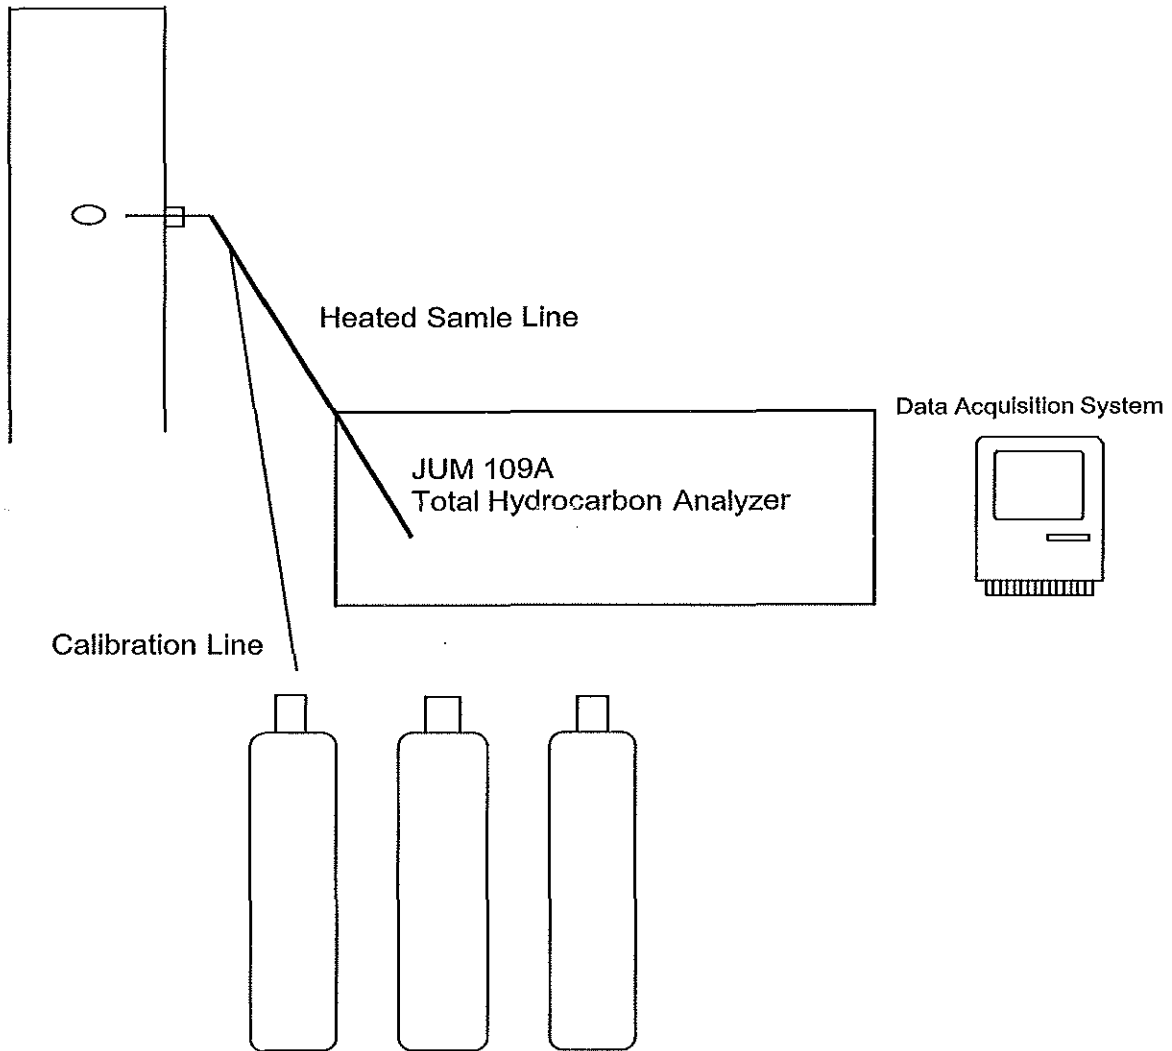 Heated Samle Line
Data Acquisition System
JUM 109A
Total Hydrocarbon Analyzer
Calibration Line